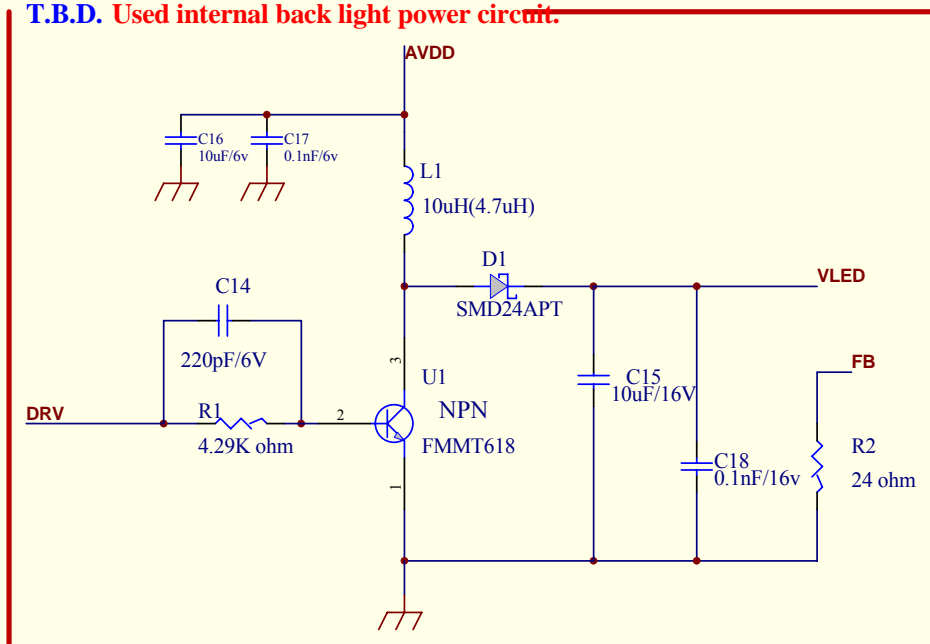 T.B.D. Used internal back light power circuit.
AVDD
C16
10uF/6v
C17
0.1nF/6v
L1
10uH(4.7uH)
D1
SMD24APT
VLED
C14
220pF/6V
3
U1
NPN
FMMT618
C15
10uF/16V
FB
DRV
R1
4.29K ohm
2
1
C18
0.1nF/16v
R2
24 ohm